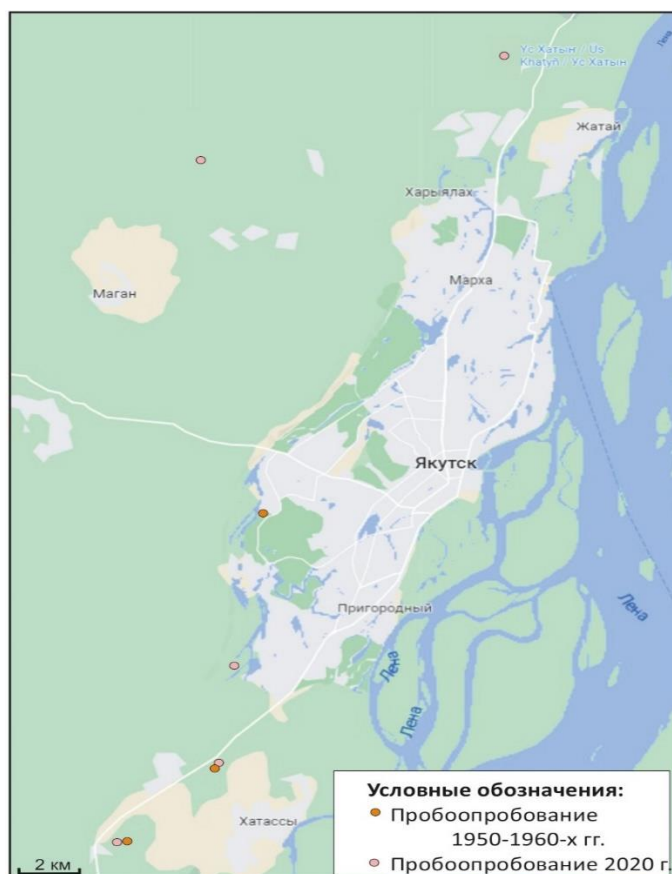 Ус Хатын / Us
Khatyñ / Ус Хатын
Лена
Жатай
Харыялах
Марха
Маган
Якутск
Пригородный
Лена
Лена
Лена
Хатассы
2 км
Условные обозначения:
Пробоопробование
1950-1960-х гг.
Пробоопробование 2020 г.